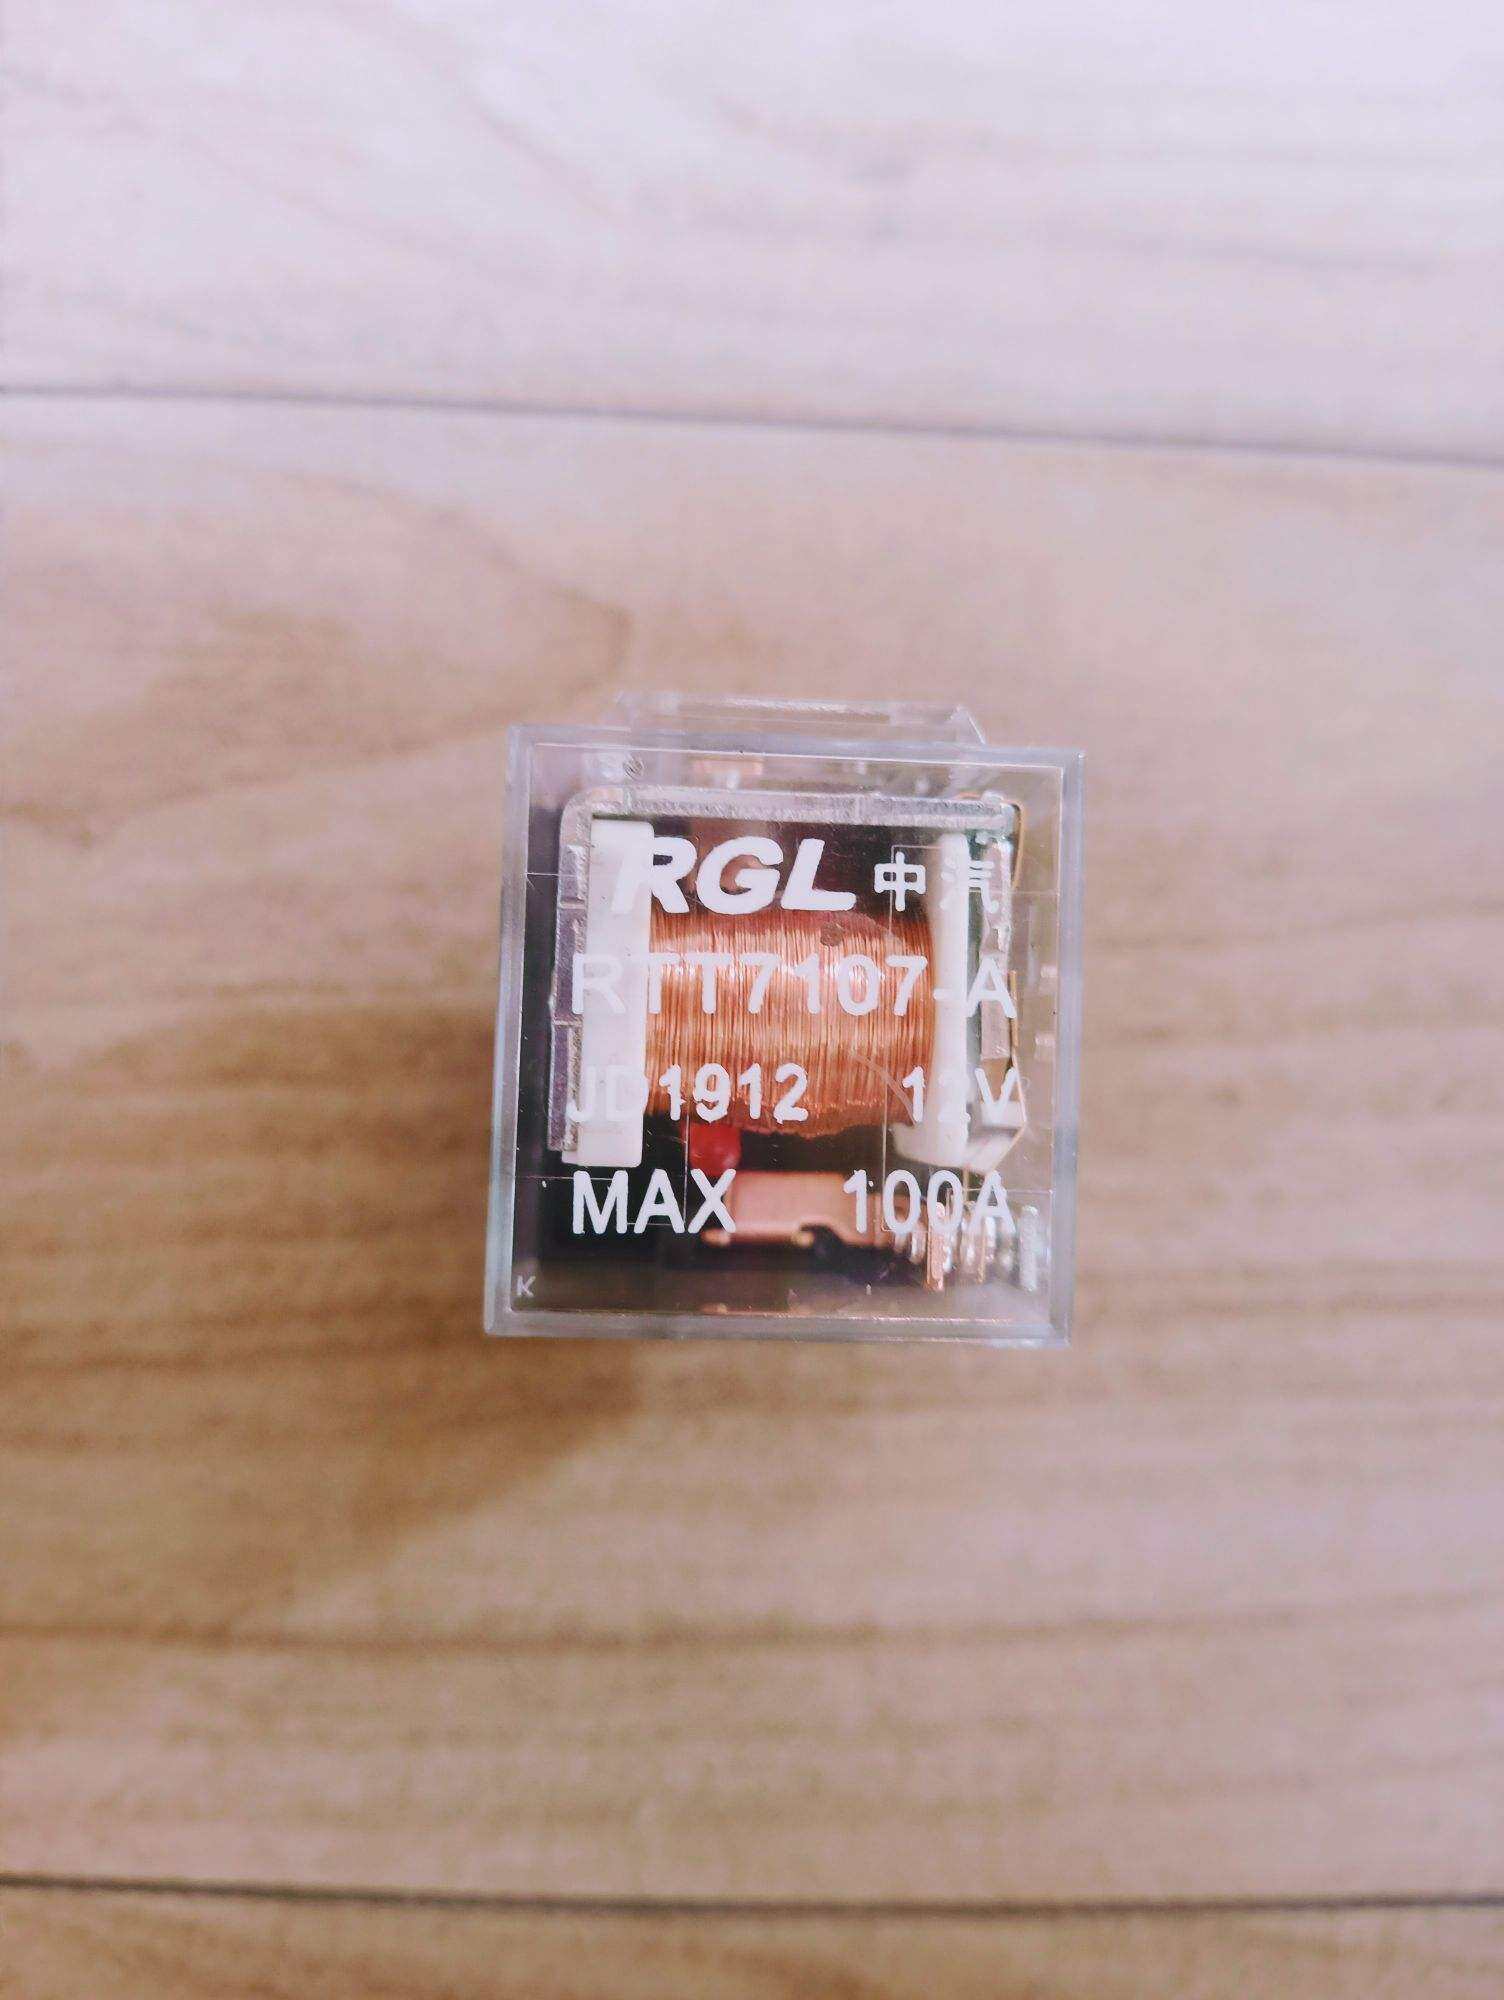 RGL 中汽
RTT7107-A
JD1912 12V
MAX 100A
K